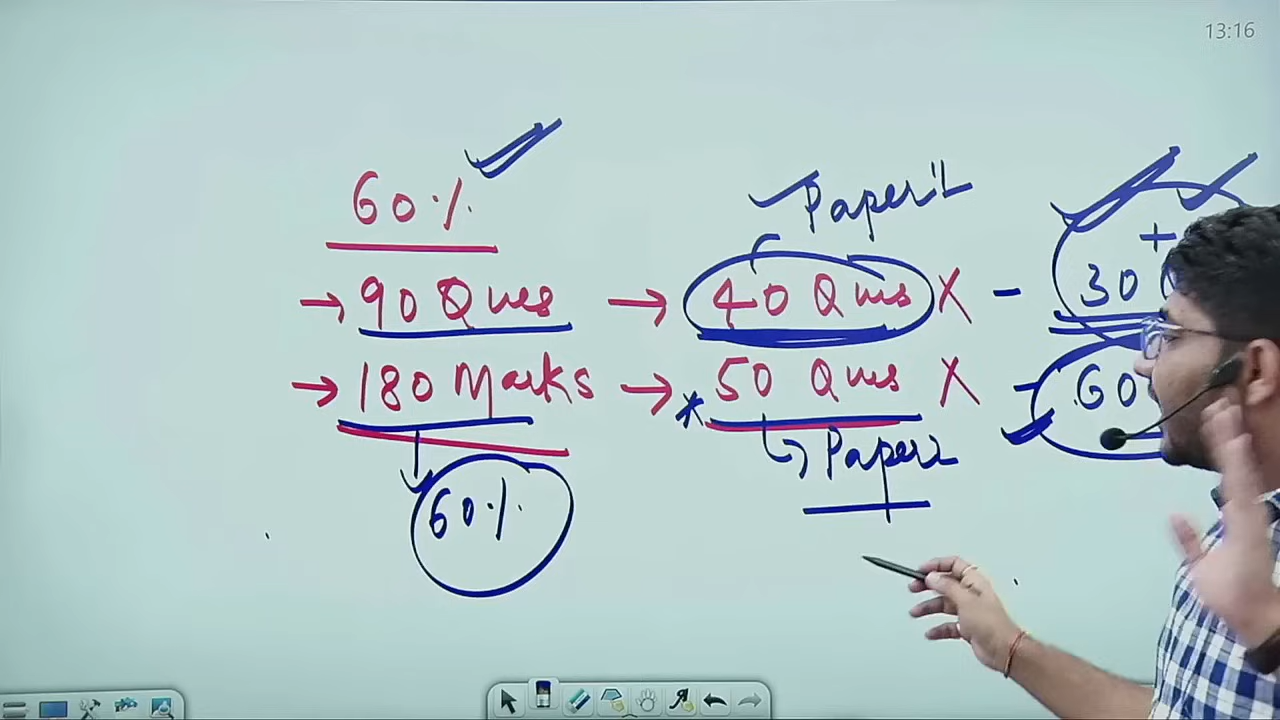 13:16
60%
Paper 1
+
→ 90 Ques → 40 Ques X - 30
→ 180 Marks → 50 Ques X - 60
* Paper 2
60%